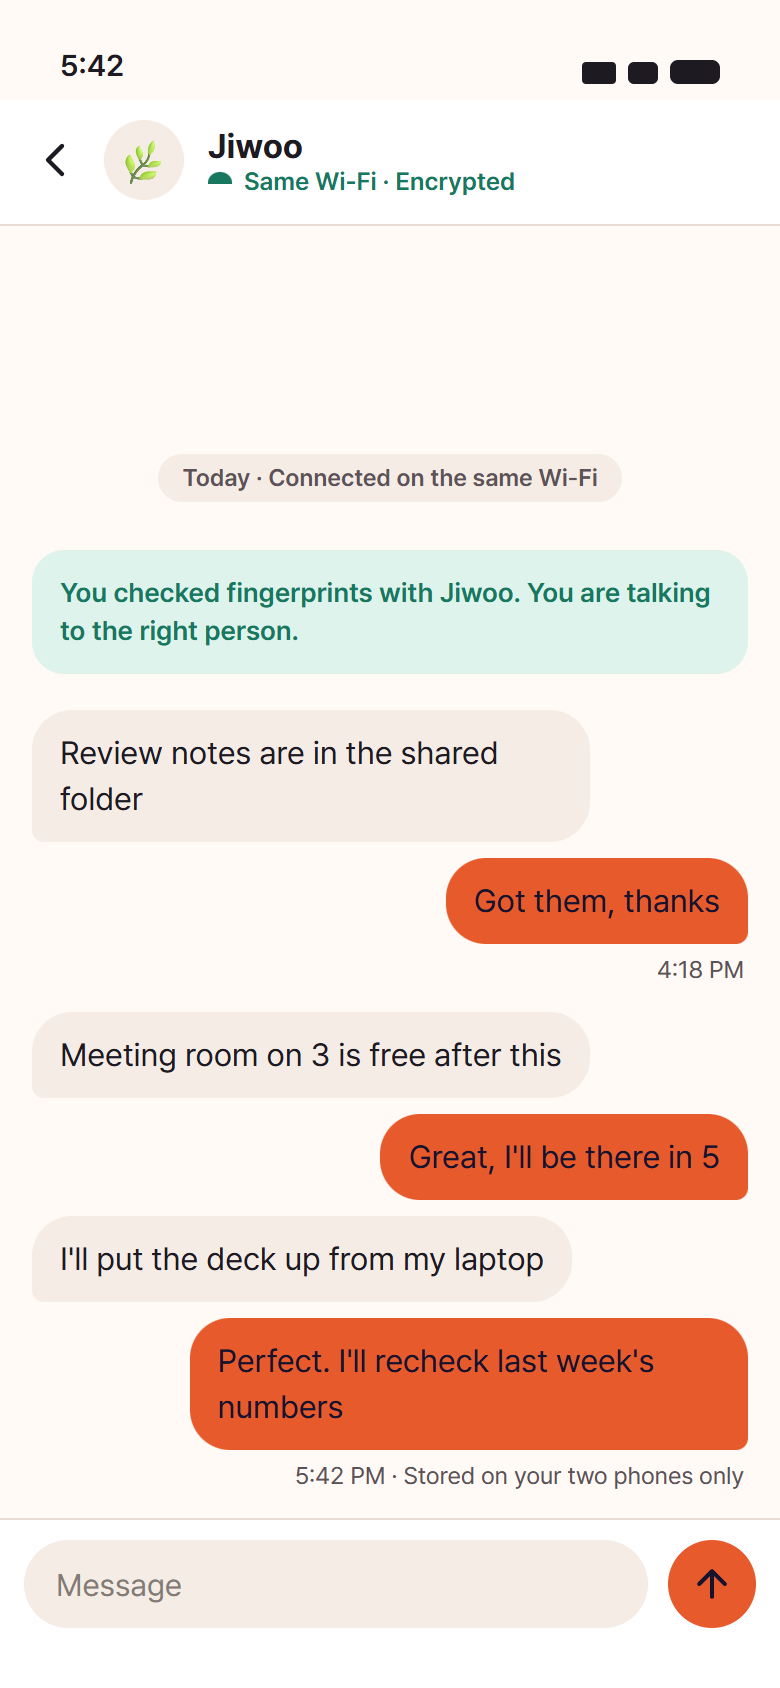 5:42
Jiwoo
Same Wi-Fi · Encrypted
Today · Connected on the same Wi-Fi
You checked fingerprints with Jiwoo. You are talking
to the right person.
Review notes are in the shared
folder
Got them, thanks
4:18 PM
Meeting room on 3 is free after this
Great, I'll be there in 5
I'll put the deck up from my laptop
Perfect. I'll recheck last week's
numbers
5:42 PM · Stored on your two phones only
Message